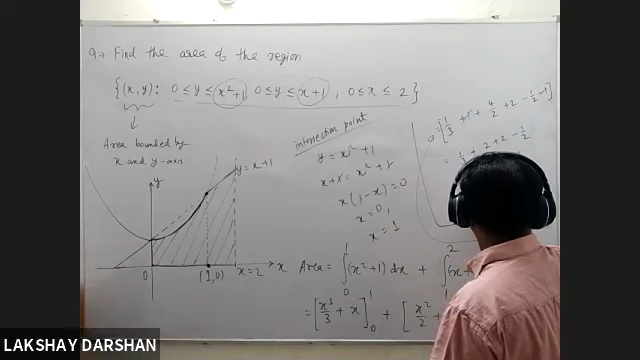 Q→ Find the area of the region
{(x, y): 0 ≤ y ≤ x²+1, 0 ≤ y ≤ x+1, 0 ≤ x ≤ 2}
Area bounded by
x and y-axis
y
y = x+1
0
(1,0)
x=2
x
intersection point
y = x²+1
x+1 = x²+1
x(1-x)=0
x=0,
x = 1
= [1/3 + 1 + 4/2 + 2 - 1/2 - 1]
= 1/3 + 2 + 2 - 1/2
Area = ∫₀¹ (x²+1) dx + ∫₁² (x
= [x³/3 + x]₀¹ + [x²/2 +
LAKSHAY DARSHAN